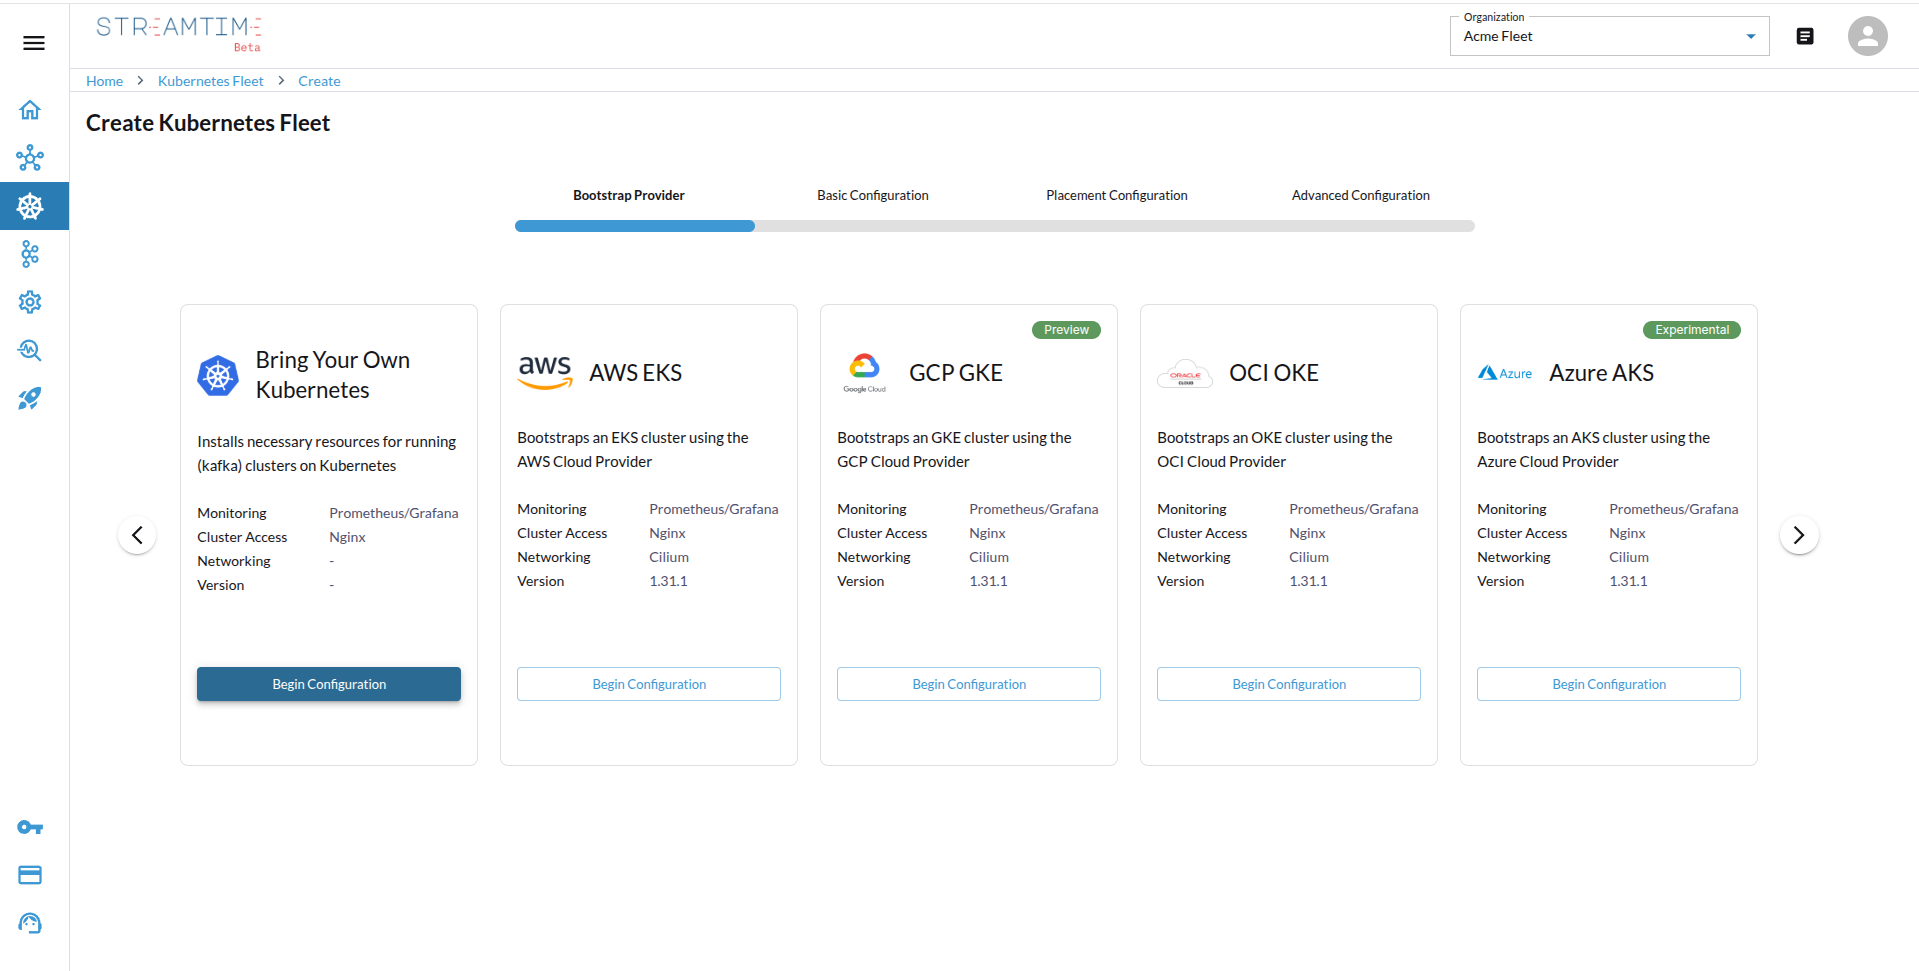 STREAMTIME
Beta
Organization
Acme Fleet
Home > Kubernetes Fleet > Create
Create Kubernetes Fleet
Bootstrap Provider
Basic Configuration
Placement Configuration
Advanced Configuration
Bring Your Own
Kubernetes
Installs necessary resources for running
(kafka) clusters on Kubernetes
Monitoring Prometheus/Grafana
Cluster Access Nginx
Networking -
Version -
Begin Configuration
aws
AWS EKS
Bootstraps an EKS cluster using the
AWS Cloud Provider
Monitoring Prometheus/Grafana
Cluster Access Nginx
Networking Cilium
Version 1.31.1
Begin Configuration
Preview
Google Cloud
GCP GKE
Bootstraps an GKE cluster using the
GCP Cloud Provider
Monitoring Prometheus/Grafana
Cluster Access Nginx
Networking Cilium
Version 1.31.1
Begin Configuration
ORACLE
CLOUD
OCI OKE
Bootstraps an OKE cluster using the
OCI Cloud Provider
Monitoring Prometheus/Grafana
Cluster Access Nginx
Networking Cilium
Version 1.31.1
Begin Configuration
Experimental
Azure
Azure AKS
Bootstraps an AKS cluster using the
Azure Cloud Provider
Monitoring Prometheus/Grafana
Cluster Access Nginx
Networking Cilium
Version 1.31.1
Begin Configuration